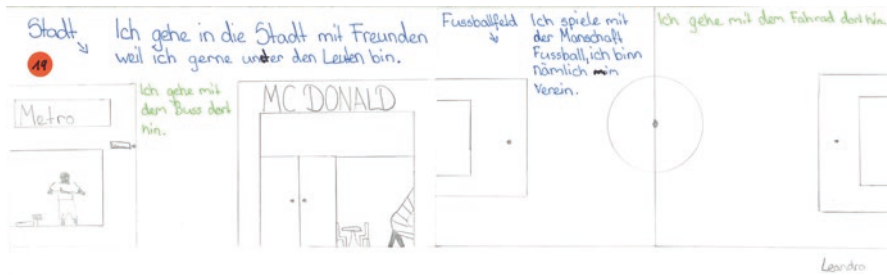 Stadt
19
Ich gehe in die Stadt mit Freunden
weil ich gerne unter den Leuten bin.
Ich gehe mit
dem Buss dort
hin.
Metro
MC DONALD
Fussballfeld
Ich spiele mit
der Manschaft
Fussball, ich binn
nämlich im
Verein.
Ich gehe mit dem Fahrad dort hin.
Leandro